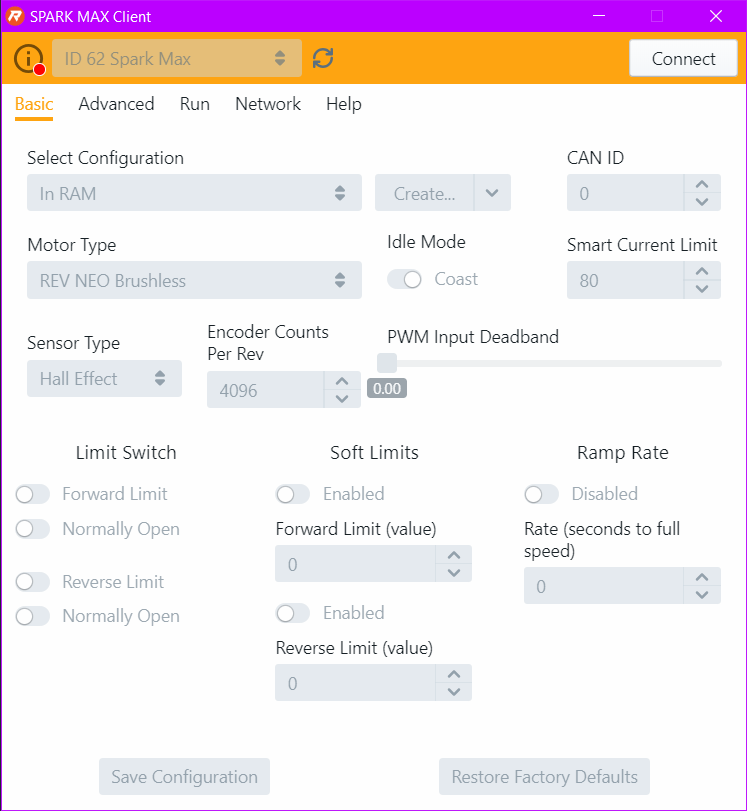 SPARK MAX Client
ID 62 Spark Max
Connect
Basic
Advanced
Run
Network
Help
Select Configuration
CAN ID
In RAM
Create...
0
Motor Type
Idle Mode
Smart Current Limit
REV NEO Brushless
Coast
80
Sensor Type
Encoder Counts
Per Rev
PWM Input Deadband
Hall Effect
4096
0.00
Limit Switch
Forward Limit
Normally Open
Reverse Limit
Normally Open
Soft Limits
Enabled
Forward Limit (value)
0
Enabled
Reverse Limit (value)
0
Ramp Rate
Disabled
Rate (seconds to full
speed)
0
Save Configuration
Restore Factory Defaults